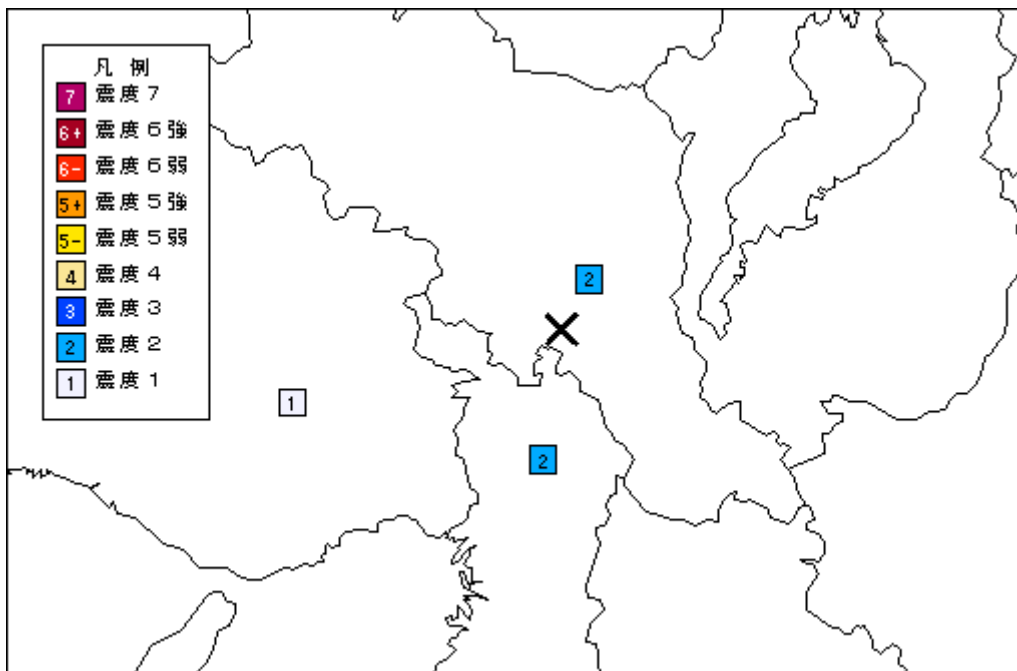 凡例
7 震度7
6+ 震度6強
6- 震度6弱
5+ 震度5強
5- 震度5弱
4 震度4
3 震度3
2 震度2
1 震度1
2
1
2